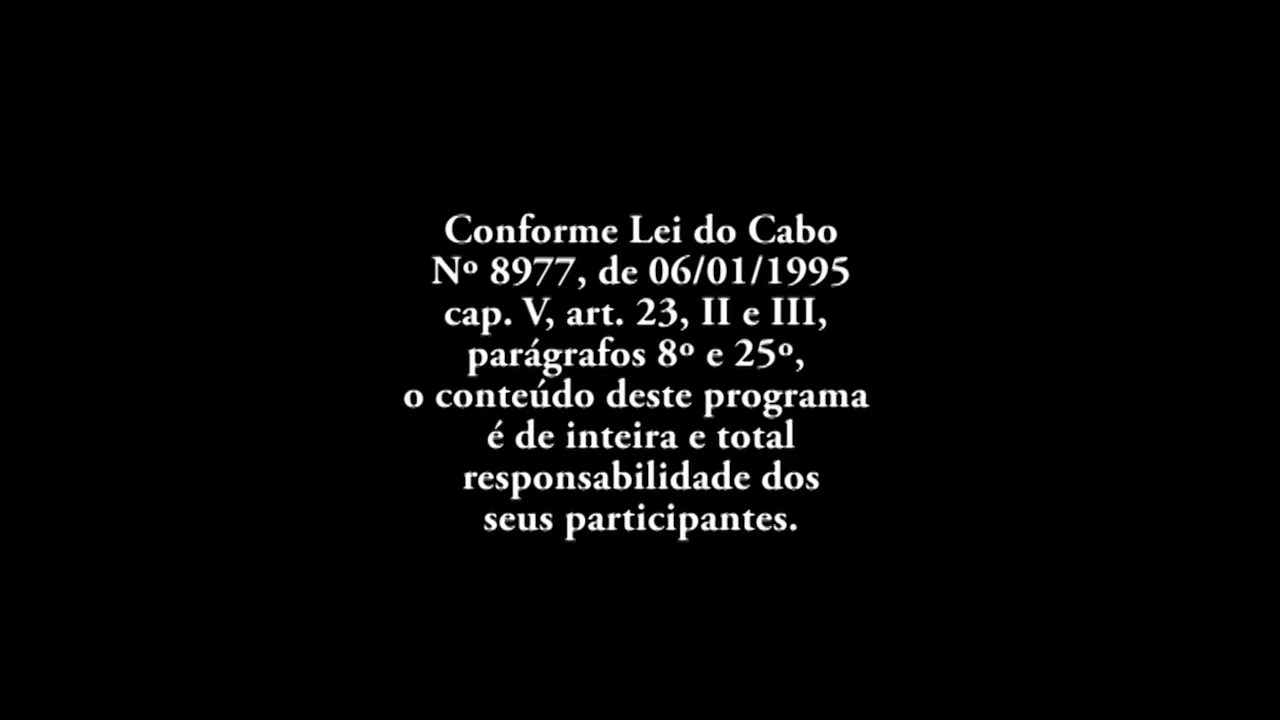 Conforme Lei do Cabo
Nº 8977, de 06/01/1995
cap. V, art. 23, II e III,
parágrafos 8º e 25º,
o conteúdo deste programa
é de inteira e total
responsabilidade dos
seus participantes.